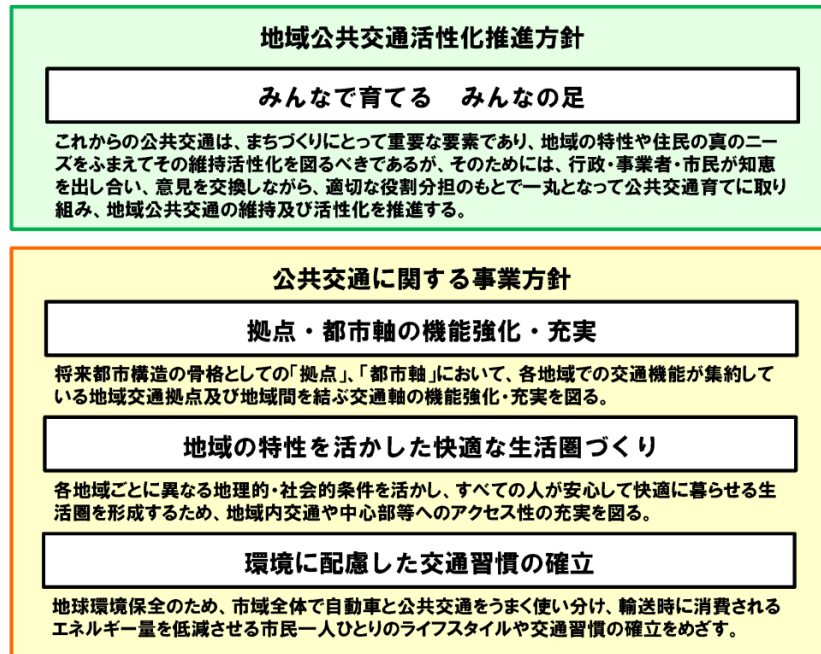 地域公共交通活性化推進方針
みんなで育てる　みんなの足
これからの公共交通は、まちづくりにとって重要な要素であり、地域の特性や住民の真のニー
ズをふまえてその維持活性化を図るべきであるが、そのためには、行政・事業者・市民が知恵
を出し合い、意見を交換しながら、適切な役割分担のもとで一丸となって公共交通育てに取り
組み、地域公共交通の維持及び活性化を推進する。
公共交通に関する事業方針
拠点・都市軸の機能強化・充実
将来都市構造の骨格としての「拠点」、「都市軸」において、各地域での交通機能が集約して
いる地域交通拠点及び地域間を結ぶ交通軸の機能強化・充実を図る。
地域の特性を活かした快適な生活圏づくり
各地域ごとに異なる地理的・社会的条件を活かし、すべての人が安心して快適に暮らせる生
活圏を形成するため、地域内交通や中心部等へのアクセス性の充実を図る。
環境に配慮した交通習慣の確立
地球環境保全のため、市域全体で自動車と公共交通をうまく使い分け、輸送時に消費される
エネルギー量を低減させる市民一人ひとりのライフスタイルや交通習慣の確立をめざす。